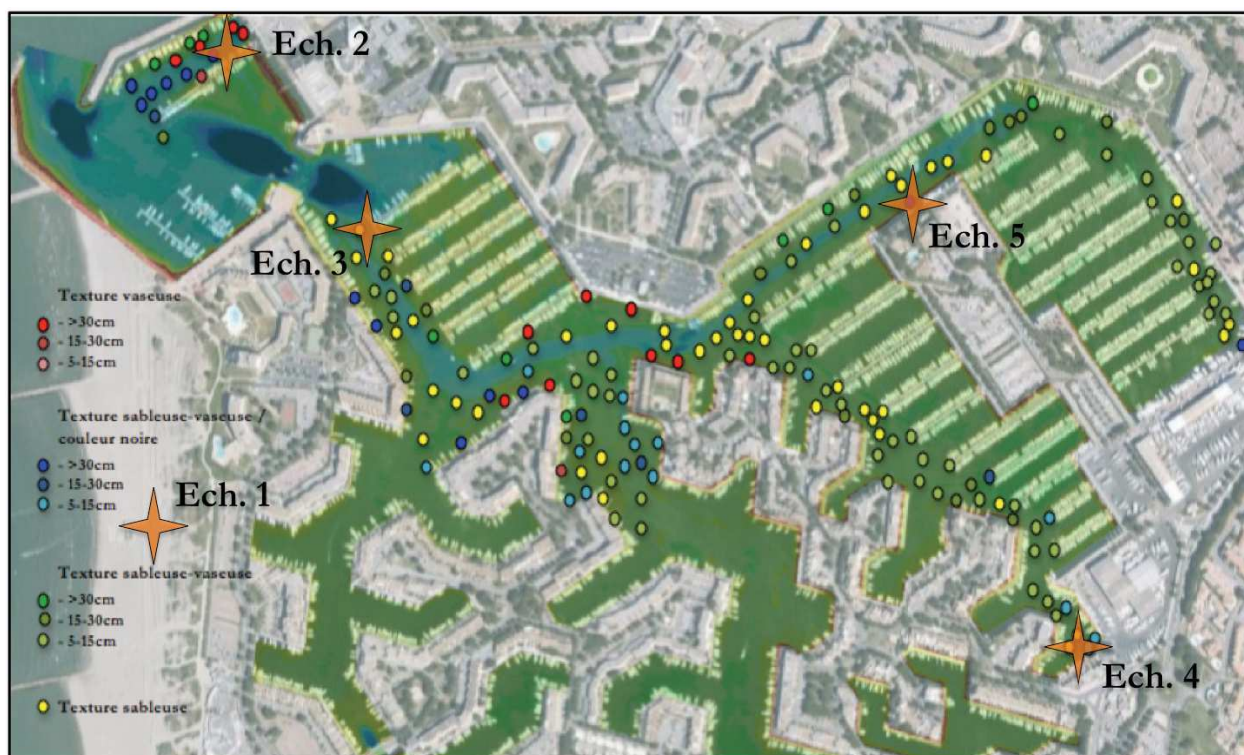 Ech. 2
Ech. 3
Ech. 5
Texture vaseuse
- >30cm
- 15-30cm
- 5-15cm
Texture sableuse-vaseuse /
couleur noire
- >30cm
- 15-30cm
- 5-15cm
Ech. 1
Texture sableuse-vaseuse
- >30cm
- 15-30cm
- 5-15cm
Ech. 4
Texture sableuse